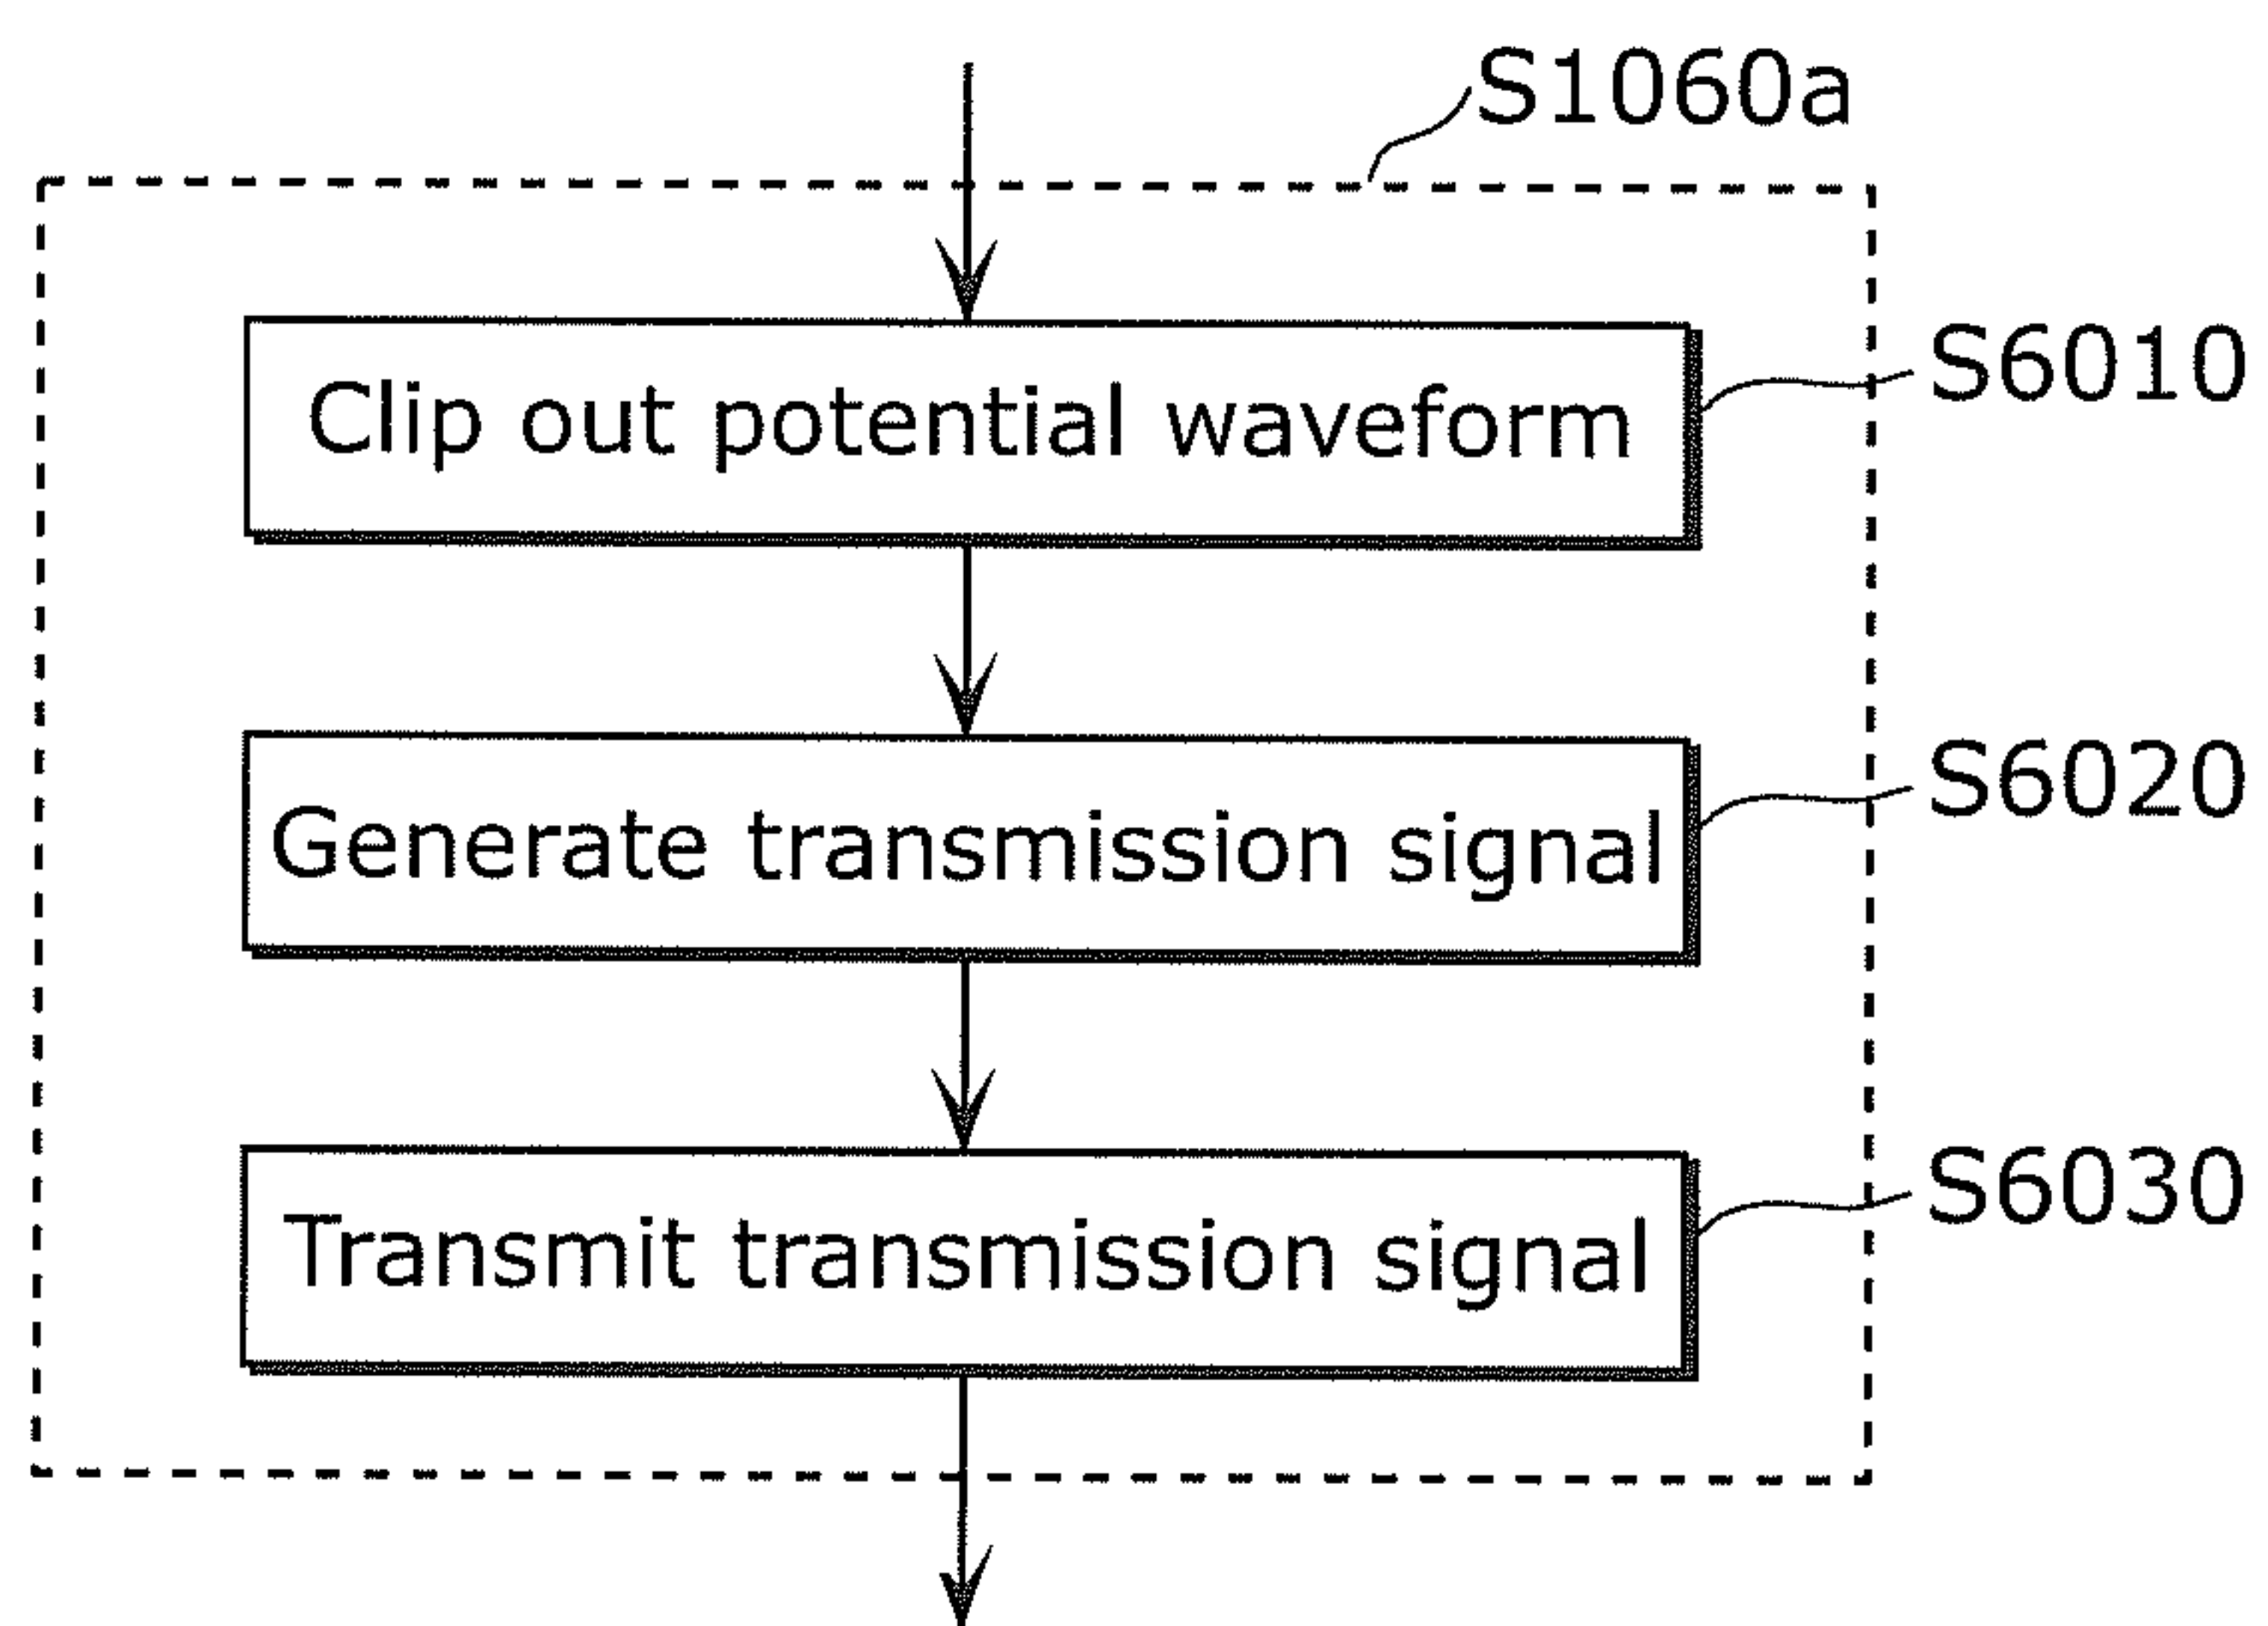 S1060a
Clip out potential waveform
S6010
Generate transmission signal
S6020
Transmit transmission signal
S6030